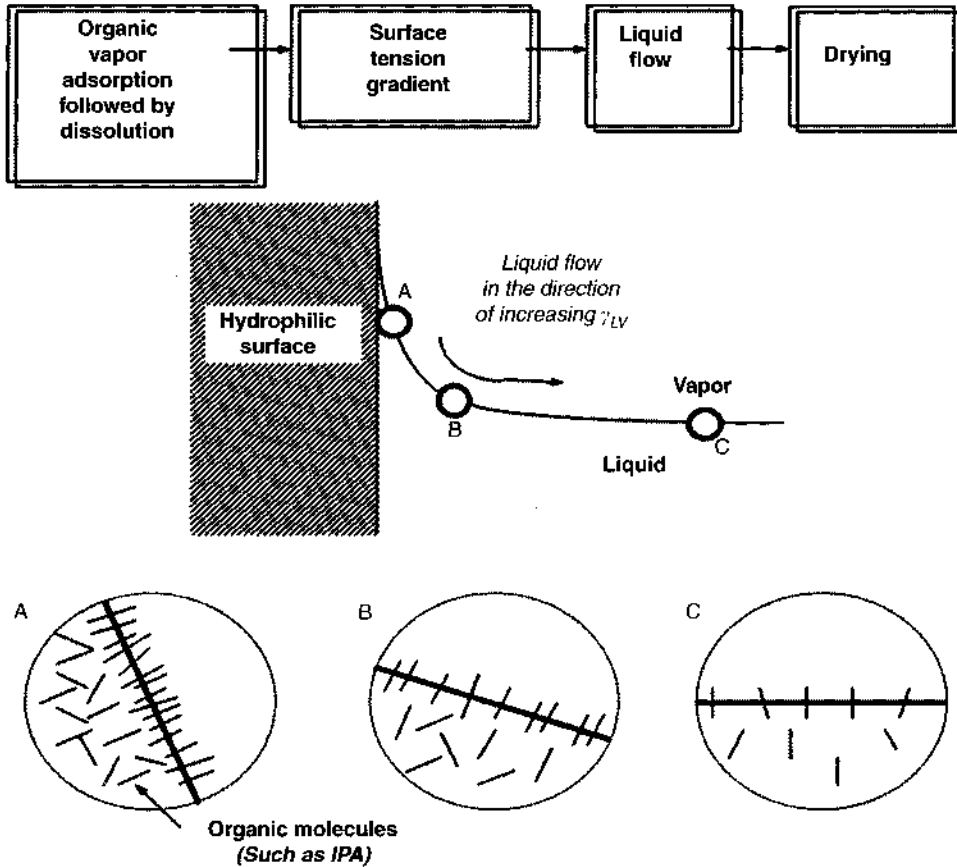 Organic
vapor
adsorption
followed by
dissolution
Surface
tension
gradient
Liquid
flow
Drying
Liquid flow
in the direction
of increasing γLV
A
Hydrophilic
surface
Vapor
B
C
Liquid
A
B
C
Organic molecules
(Such as IPA)